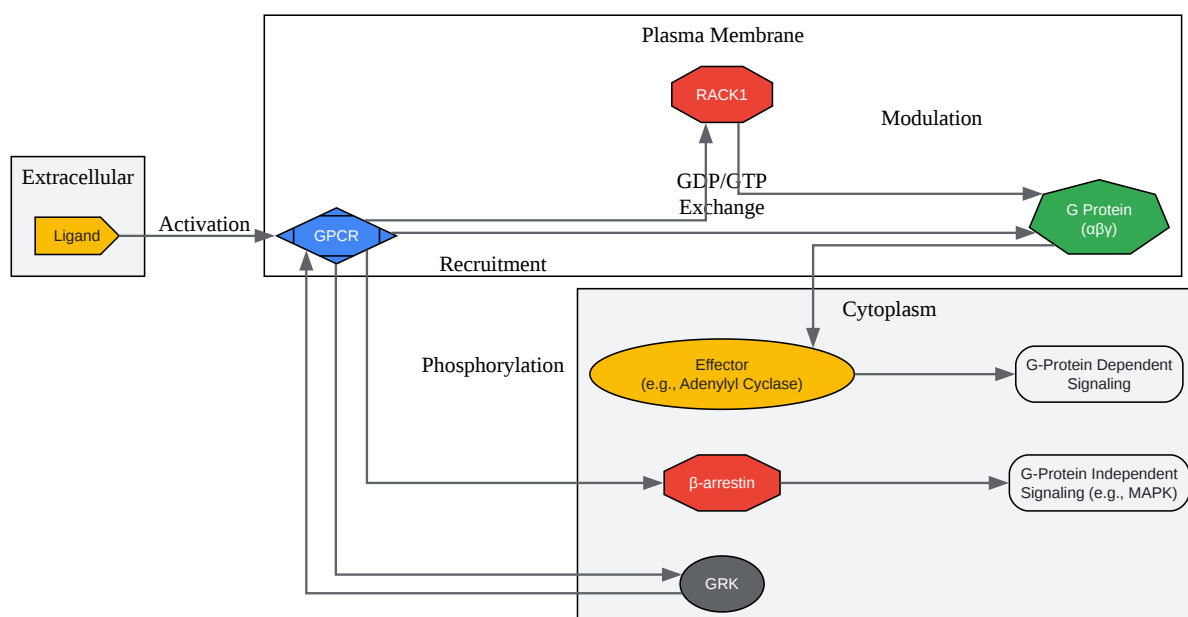 Plasma Membrane
RACK1
Modulation
Extracellular
GDP/GTP
Exchange
Ligand
Activation
GPCR
G Protein
(αβγ)
Recruitment
Cytoplasm
Phosphorylation
Effector
(e.g., Adenylyl Cyclase)
G-Protein Dependent
Signaling
β-arrestin
G-Protein Independent
Signaling (e.g., MAPK)
GRK